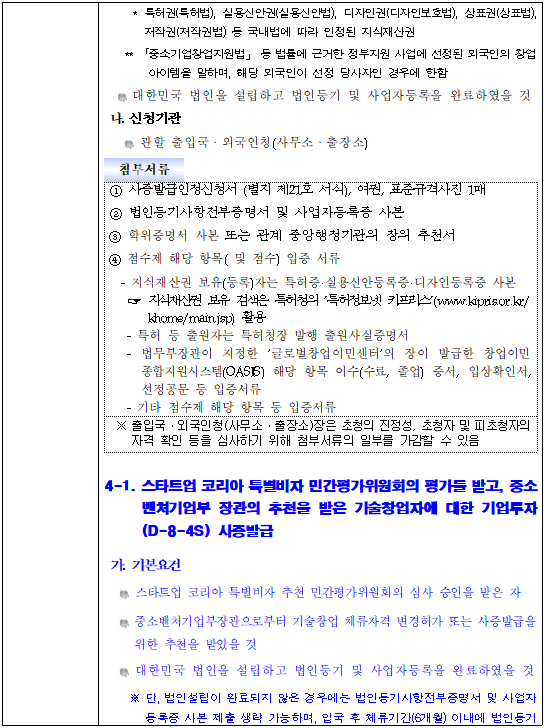 * 특허권(특허법), 실용신안권(실용신안법), 디자인권(디자인보호법), 상표권(상표법),
저작권(저작권법) 등 국내법에 따라 인정된 지식재산권
** 「중소기업창업지원법」 등 법률에 근거한 정부지원 사업에 선정된 외국인의 창업
아이템을 말하며, 해당 외국인이 선정 당사자인 경우에 한함
대한민국 법인을 설립하고 법인등기 및 사업자등록을 완료하였을 것
나. 신청기관
관할 출입국 · 외국인청(사무소 · 출장소)
첨부서류
① 사증발급인정신청서 (별지 제21호 서식), 여권, 표준규격사진 1매
② 법인등기사항전부증명서 및 사업자등록증 사본
③ 학위증명서 사본 또는 관계 중앙행정기관의 장의 추천서
④ 점수제 해당 항목( 및 점수) 입증 서류
- 지식재산권 보유(등록)자는 특허증·실용신안등록증·디자인등록증 사본
☞ 지식재산권 보유 검색은 특허청의 '특허정보넷 키프리스'(www.kipris.or.kr/
khome/main.jsp) 활용
- 특허 등 출원자는 특허청장 발행 출원사실증명서
- 법무부장관이 지정한 '글로벌창업이민센터'의 장이 발급한 창업이민
종합지원시스템(OASIS) 해당 항목 이수(수료, 졸업) 증서, 입상확인서,
선정공문 등 입증서류
- 기타 점수제 해당 항목 등 입증서류
※ 출입국 · 외국인청(사무소 · 출장소)장은 초청의 진정성, 초청자 및 피초청자의
자격 확인 등을 심사하기 위해 첨부서류의 일부를 가감할 수 있음
4-1. 스타트업 코리아 특별비자 민간평가위원회의 평가를 받고, 중소
벤처기업부 장관의 추천을 받은 기술창업자에 대한 기업투자
(D-8-4S) 사증발급
가. 기본요건
스타트업 코리아 특별비자 추천 민간평가위원회의 심사 승인을 받은 자
중소벤처기업부장관으로부터 기술창업 체류자격 변경허가 또는 사증발급을
위한 추천을 받았을 것
대한민국 법인을 설립하고 법인등기 및 사업자등록을 완료하였을 것
※ 단, 법인설립이 완료되지 않은 경우에는 법인등기사항전부증명서 및 사업자
등록증 사본 제출 생략 가능하며, 입국 후 체류기간(6개월) 이내에 법인등기